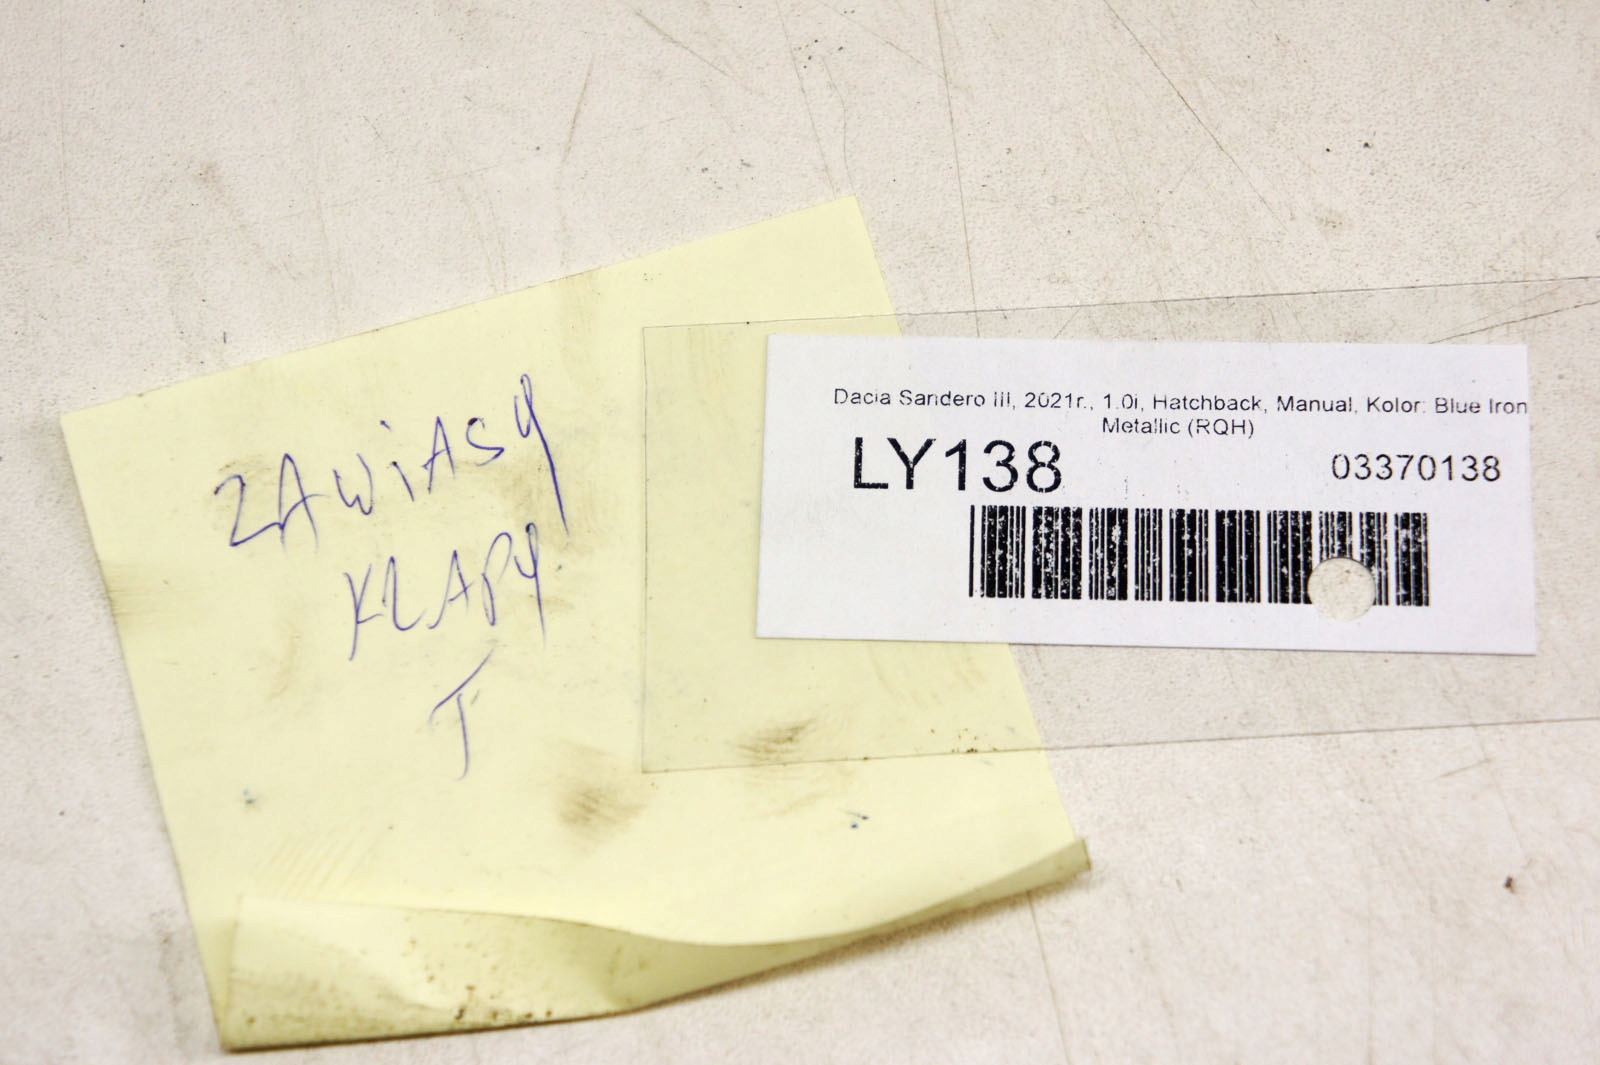 ZAWiASY
KLAPY
T
Dacia Sandero III, 2021r., 1.0i, Hatchback, Manual, Kolor: Blue Iron
Metallic (RQH)
LY138
03370138